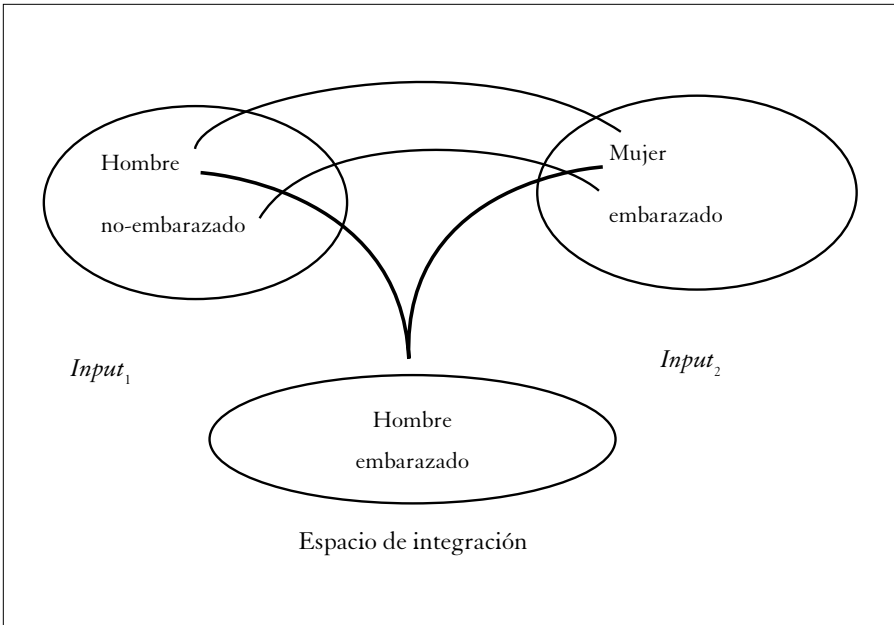 Hombre
no-embarazado
Mujer
embarazado
Input₁
Input₂
Hombre
embarazado
Espacio de integración